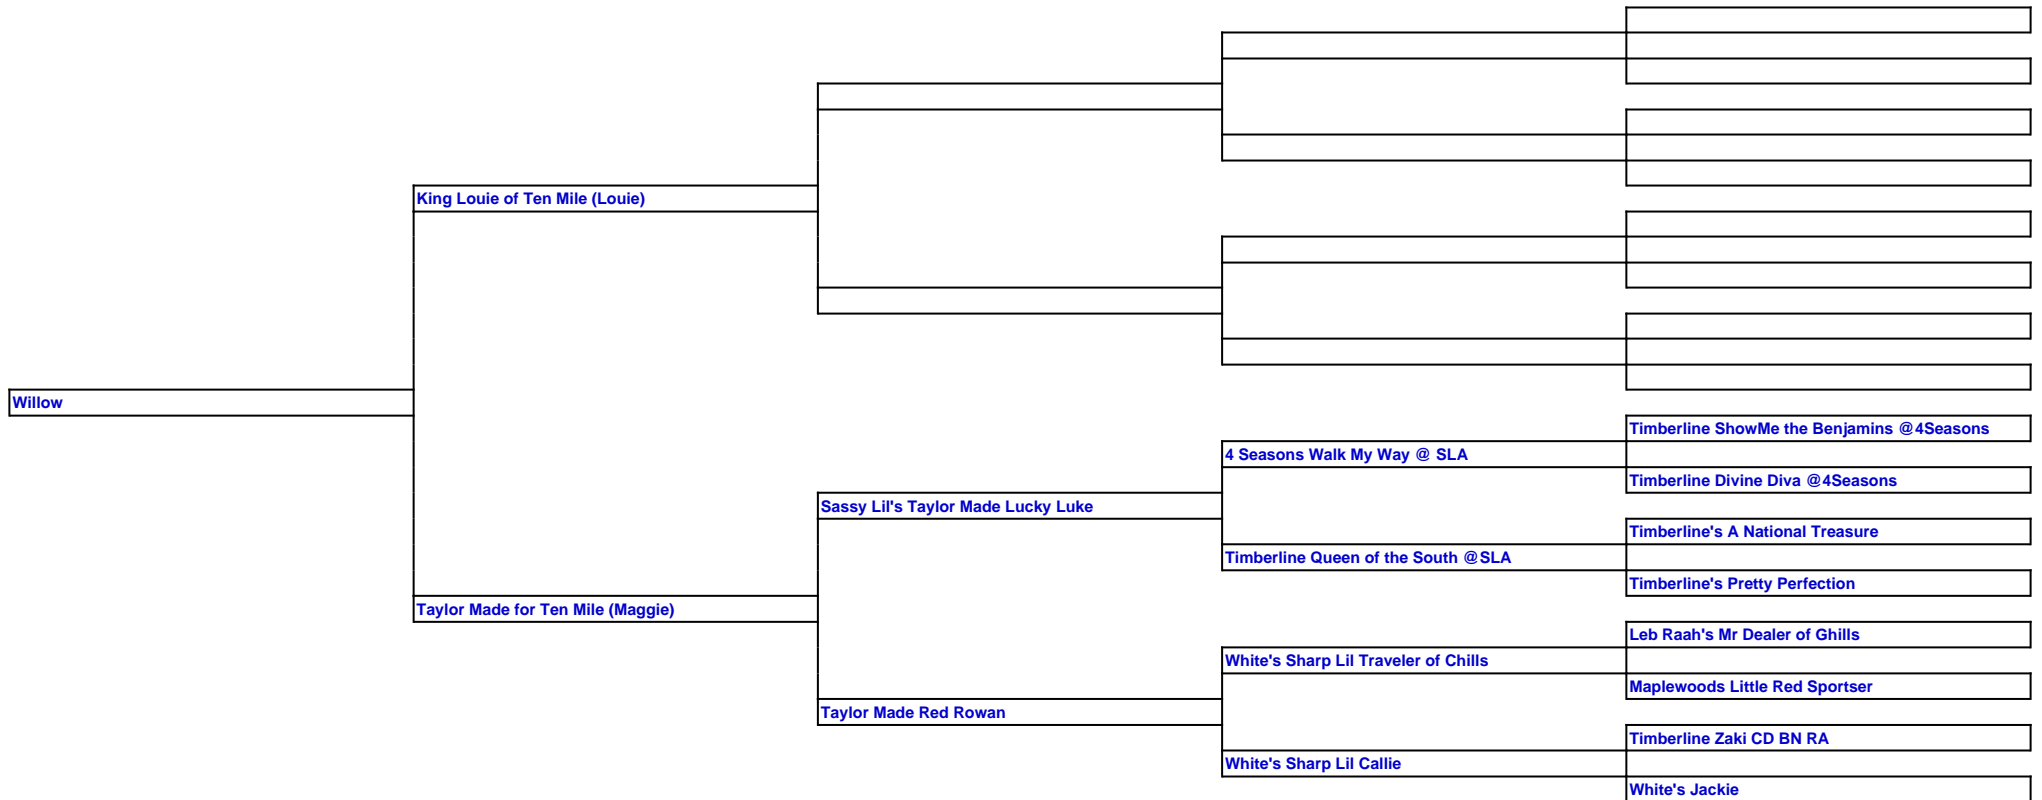 King Louie of Ten Mile (Louie)
Willow
Timberline ShowMe the Benjamins @4Seasons
4 Seasons Walk My Way @ SLA
Timberline Divine Diva @4Seasons
Sassy Lil's Taylor Made Lucky Luke
Timberline's A National Treasure
Timberline Queen of the South @SLA
Timberline's Pretty Perfection
Taylor Made for Ten Mile (Maggie)
Leb Raah's Mr Dealer of Ghills
White's Sharp Lil Traveler of Chills
Maplewoods Little Red Sportser
Taylor Made Red Rowan
Timberline Zaki CD BN RA
White's Sharp Lil Callie
White's Jackie